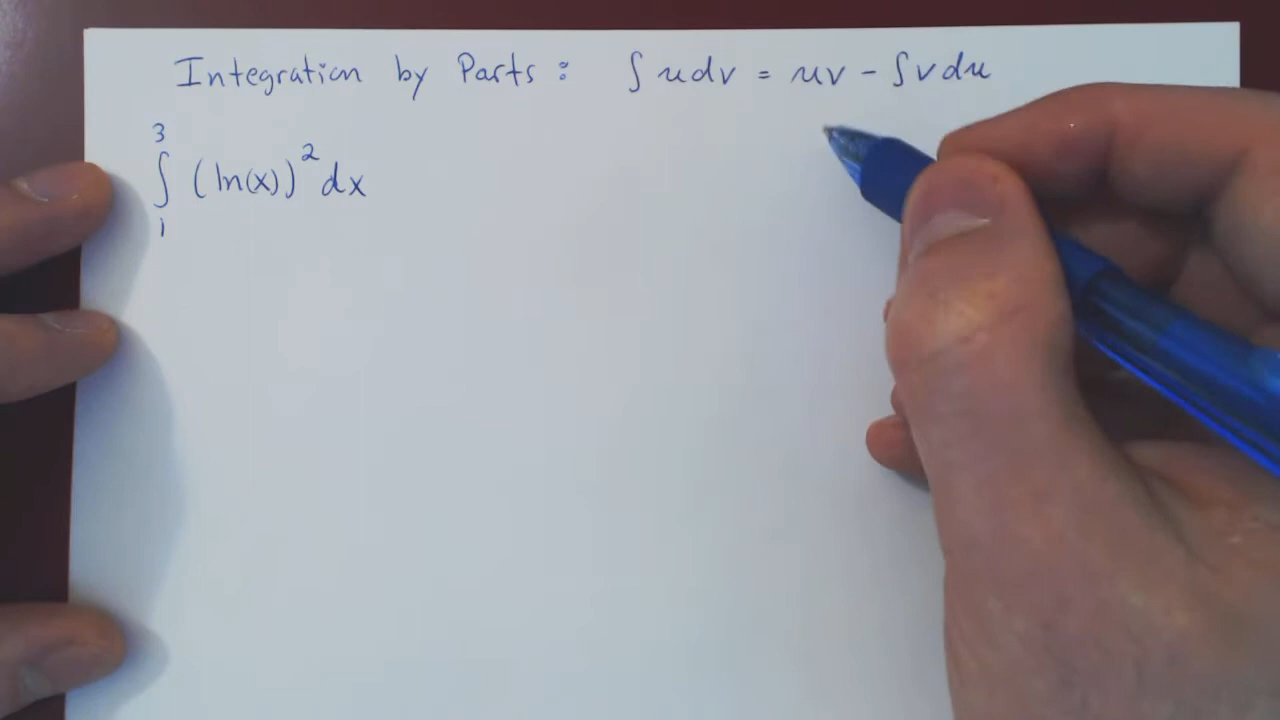 Integration by Parts : ∫ u dv = uv - ∫ v du
∫₁³ (ln(x))² dx